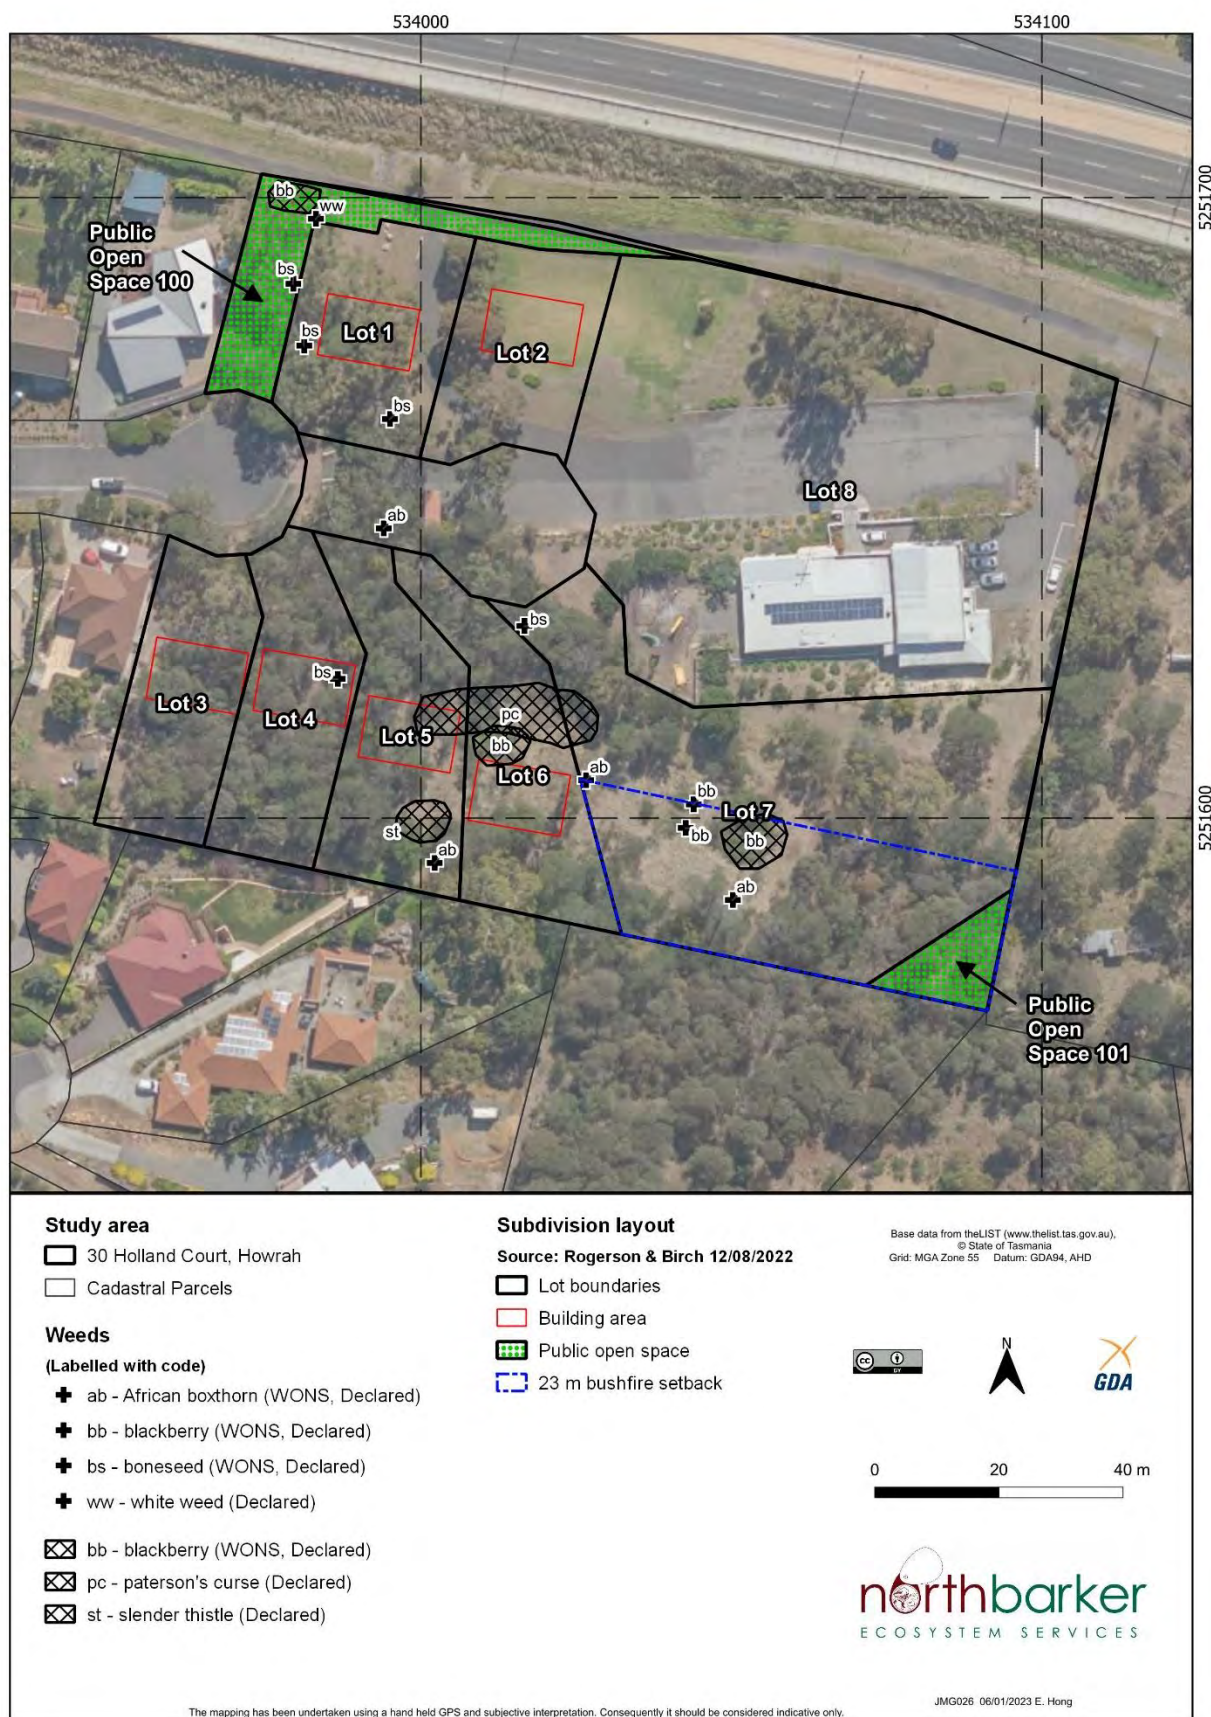 534000
534100
5251700
bb
ww
Public
Open
Space 100
bs
bs
Lot 1
Lot 2
bs
Lot 8
ab
bs
bs
Lot 3
Lot 4
pc
Lot 5
bb
Lot 6
ab
bb
Lot 7
5251600
st
bb
bb
ab
ab
Public
Open
Space 101
Study area
30 Holland Court, Howrah
Cadastral Parcels
Weeds
(Labelled with code)
ab - African boxthorn (WONS, Declared)
bb - blackberry (WONS, Declared)
bs - boneseed (WONS, Declared)
ww - white weed (Declared)
bb - blackberry (WONS, Declared)
pc - paterson's curse (Declared)
st - slender thistle (Declared)
Subdivision layout
Source: Rogerson & Birch 12/08/2022
Lot boundaries
Building area
Public open space
23 m bushfire setback
Base data from theLIST (www.thelist.tas.gov.au),
© State of Tasmania
Grid: MGA Zone 55 Datum: GDA94, AHD
cc
BY
N
GDA
0 20 40 m
northbarker
ECOSYSTEM SERVICES
JMG026 06/01/2023 E. Hong
The mapping has been undertaken using a hand held GPS and subjective interpretation. Consequently it should be considered indicative only.